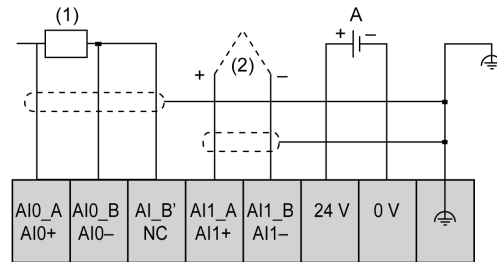 (1)
A
+ –
+ (2) –
AI0_A AI0_B AI_B' AI1_A AI1_B 24 V 0 V
AI0+ AI0– NC AI1+ AI1–